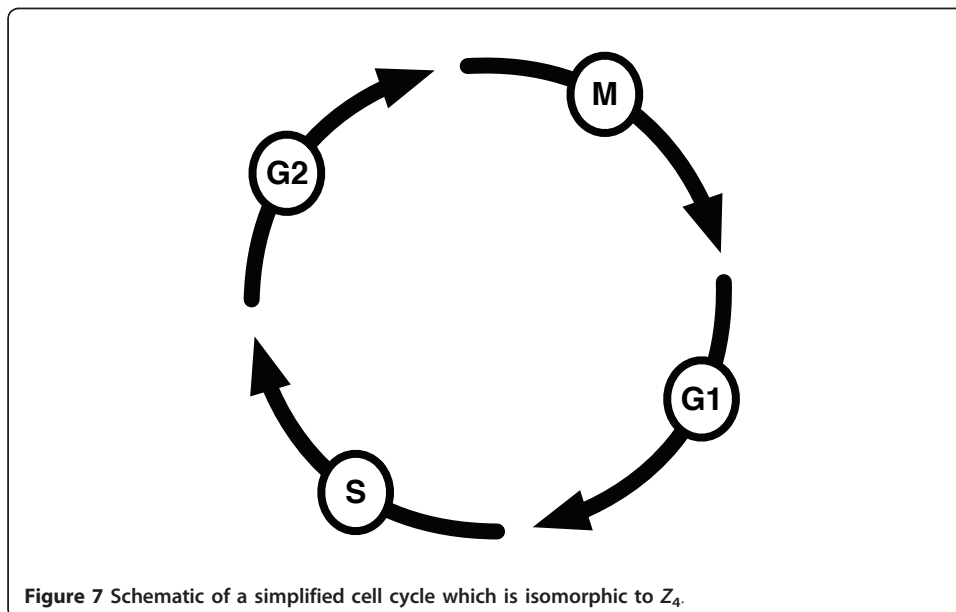 M
G2
G1
S
Figure 7 Schematic of a simplified cell cycle which is isomorphic to Z4.